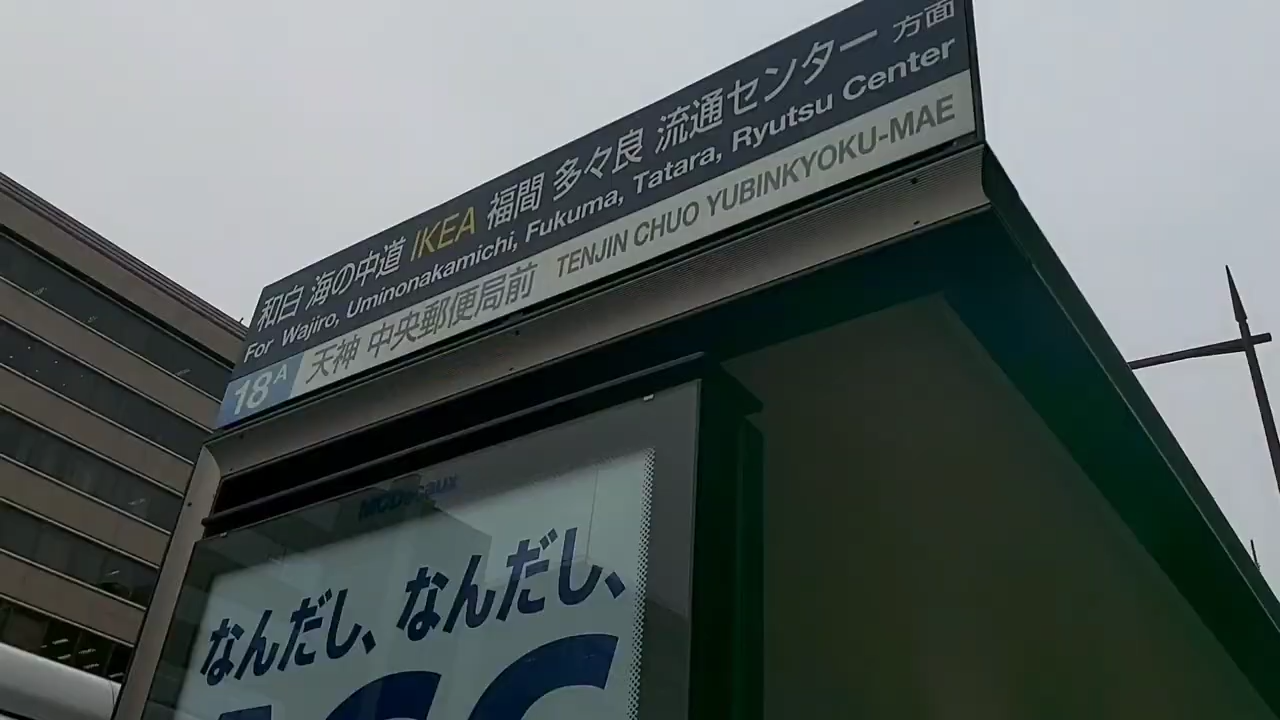 和白 海の中道 IKEA 福間 多々良 流通センター 方面
For Wajiro, Uminonakamichi, Fukuma, Tatara, Ryutsu Center
18A 天神 中央郵便局前 TENJIN CHUO YUBINKYOKU-MAE
MCDecaux
なんだし、なんだし、